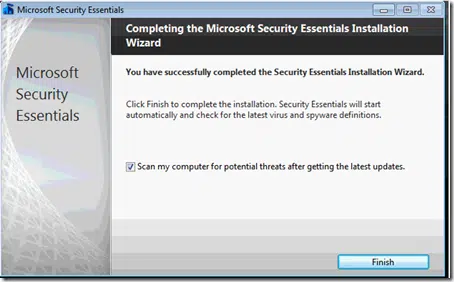 Microsoft Security Essentials
Completing the Microsoft Security Essentials Installation
Wizard
Microsoft
Security
Essentials
You have successfully completed the Security Essentials Installation Wizard.
Click Finish to complete the installation. Security Essentials will start
automatically and check for the latest virus and spyware definitions.
Scan my computer for potential threats after getting the latest updates.
Finish